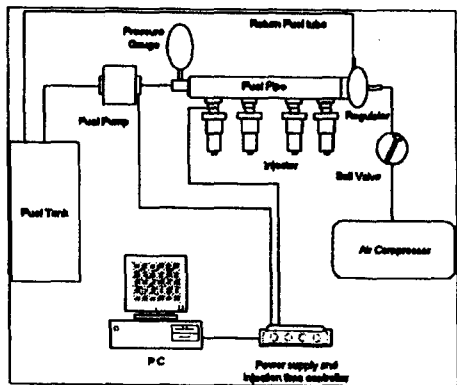 Pressure
Gauge
Return Fuel tube
Fuel Pipe
Fuel Pump
Regulator
Injector
Ball Valve
Fuel Tank
Air Compressor
PC
Power supply and
injection time controller